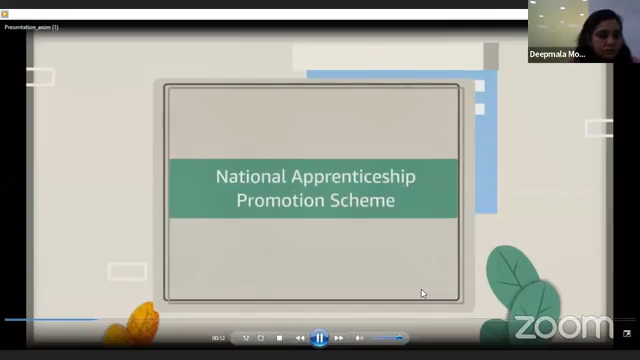 Presentation_anim (1)
Deepmala Mo...
National Apprenticeship
Promotion Scheme
00:12
zoom